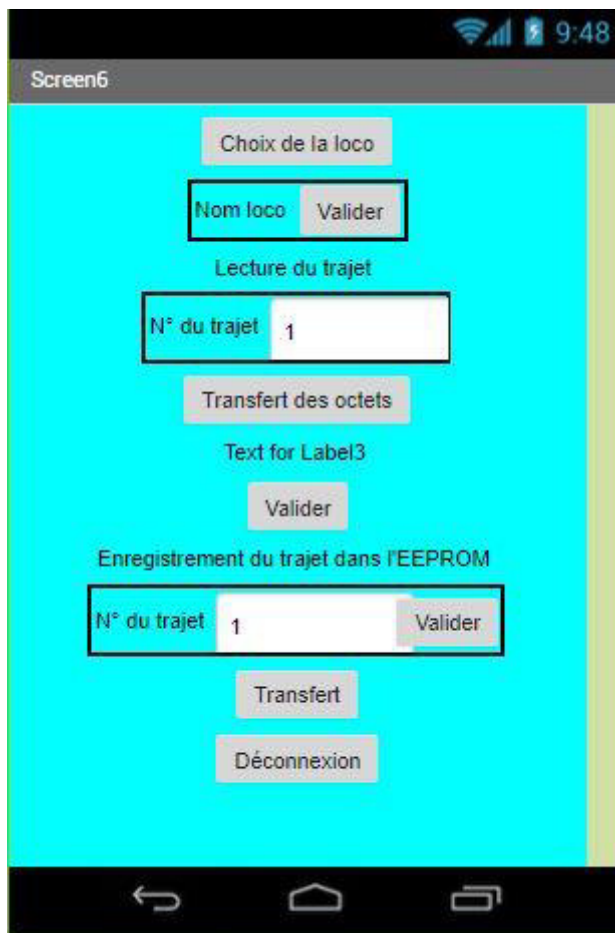 9:48
Screen6
Choix de la loco
Nom loco Valider
Lecture du trajet
N° du trajet 1
Transfert des octets
Text for Label3
Valider
Enregistrement du trajet dans l'EEPROM
N° du trajet 1 Valider
Transfert
Déconnexion